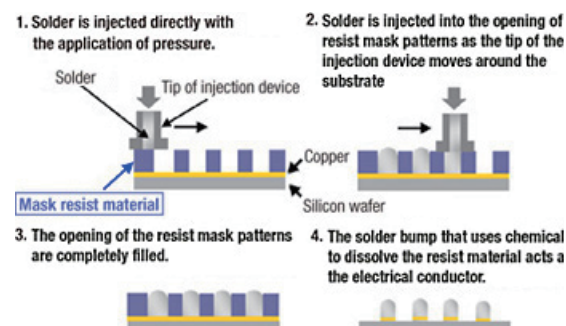 1. Solder is injected directly with
the application of pressure.
Solder
Tip of injection device
Mask resist material
2. Solder is injected into the opening of
resist mask patterns as the tip of the
injection device moves around the
substrate
Copper
Silicon wafer
3. The opening of the resist mask patterns
are completely filled.
4. The solder bump that uses chemical
to dissolve the resist material acts a
the electrical conductor.